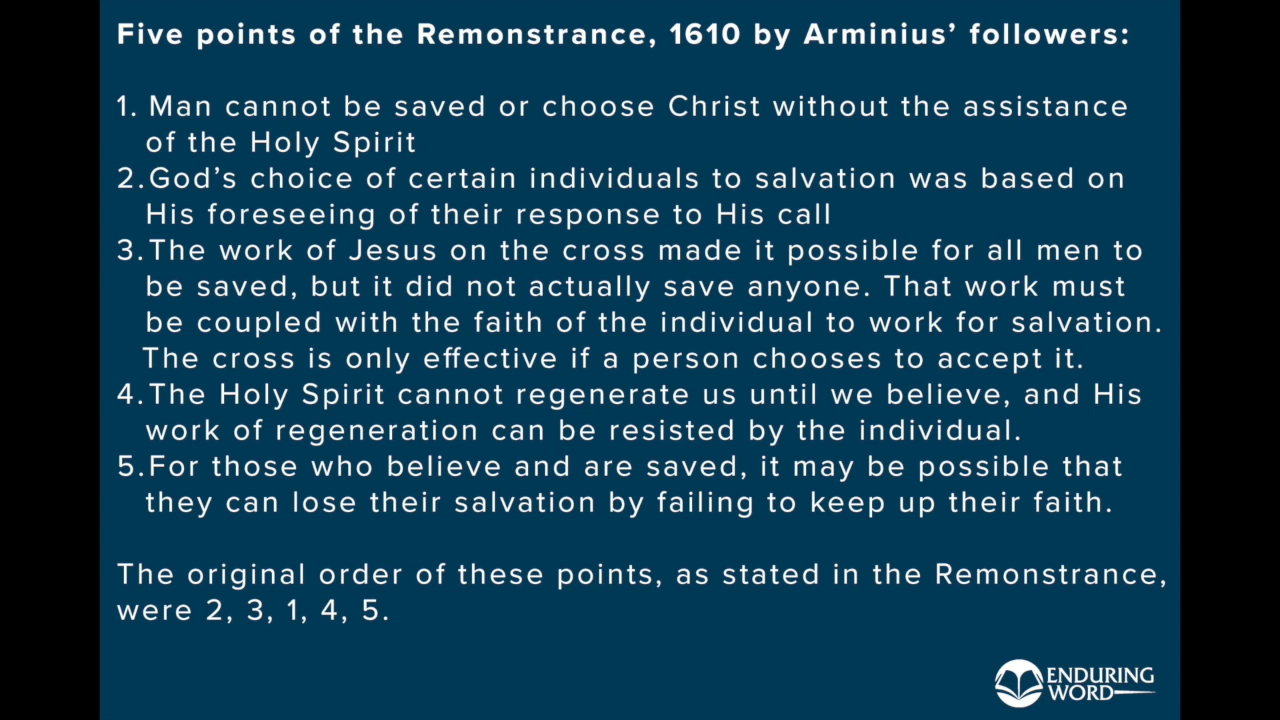 Five points of the Remonstrance, 1610 by Arminius’ followers:
1. Man cannot be saved or choose Christ without the assistance
of the Holy Spirit
2. God’s choice of certain individuals to salvation was based on
His foreseeing of their response to His call
3. The work of Jesus on the cross made it possible for all men to
be saved, but it did not actually save anyone. That work must
be coupled with the faith of the individual to work for salvation.
The cross is only effective if a person chooses to accept it.
4. The Holy Spirit cannot regenerate us until we believe, and His
work of regeneration can be resisted by the individual.
5. For those who believe and are saved, it may be possible that
they can lose their salvation by failing to keep up their faith.
The original order of these points, as stated in the Remonstrance,
were 2, 3, 1, 4, 5.
ENDURING
WORD